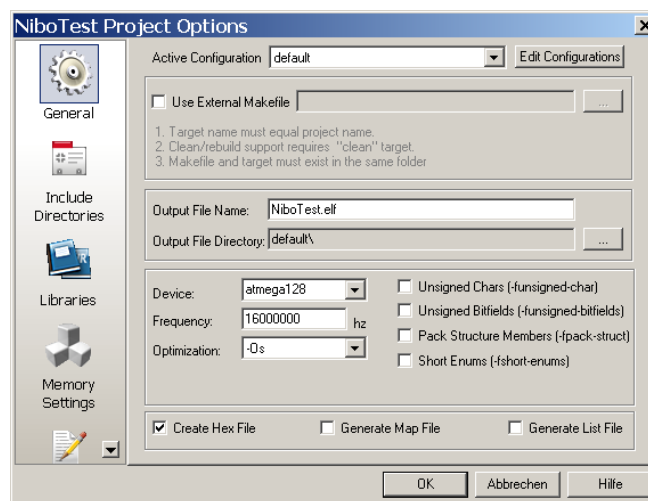 NiboTest Project Options
General
Include
Directories
Libraries
Memory
Settings
Active Configuration default Edit Configurations
Use External Makefile ...
1. Target name must equal project name.
2. Clean/rebuild support requires "clean" target.
3. Makefile and target must exist in the same folder
Output File Name: NiboTest.elf
Output File Directory: default\ ...
Device: atmega128
Frequency: 16000000 hz
Optimization: -Os
Unsigned Chars (-funsigned-char)
Unsigned Bitfields (-funsigned-bitfields)
Pack Structure Members (-fpack-struct)
Short Enums (-fshort-enums)
Create Hex File Generate Map File Generate List File
OK Abbrechen Hilfe